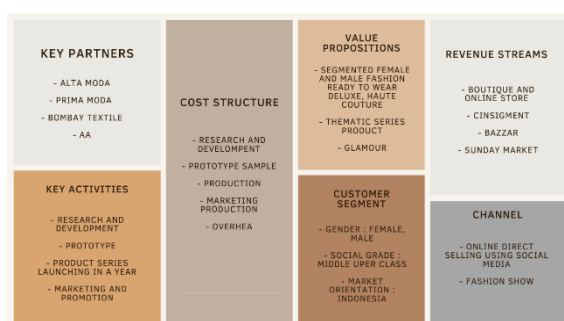 KEY PARTNERS
- ALTA MODA
- PRIMA MODA
- BOMBAY TEXTILE
- AA
KEY ACTIVITIES
- RESEARCH AND
DEVELOPMENT
- PROTOTYPE
- PRODUCT SERIES
LAUNCHING IN A YEAR
- MARKETING AND
PROMOTION
COST STRUCTURE
- RESEARCH AND
DEVELOPMENT
- PROTOTYPE SAMPLE
- PRODUCTION
- MARKETING
PRODUCTION
- OVERHEA
VALUE
PROPOSITIONS
- SEGMENTED FEMALE
AND MALE FASHION
READY TO WEAR
DELUXE, HAUTE
COUTURE
- THEMATIC SERIES
PRODUCT
- GLAMOUR
CUSTOMER
SEGMENT
- GENDER : FEMALE,
MALE
- SOCIAL GRADE :
MIDDLE UPER CLASS
- MARKET
ORIENTATION :
INDONESIA
REVENUE STREAMS
- BOUTIQUE AND
ONLINE STORE
- CINSIGMENT
- BAZZAR
- SUNDAY MARKET
CHANNEL
- ONLINE DIRECT
SELLING USING SOCIAL
MEDIA
- FASHION SHOW